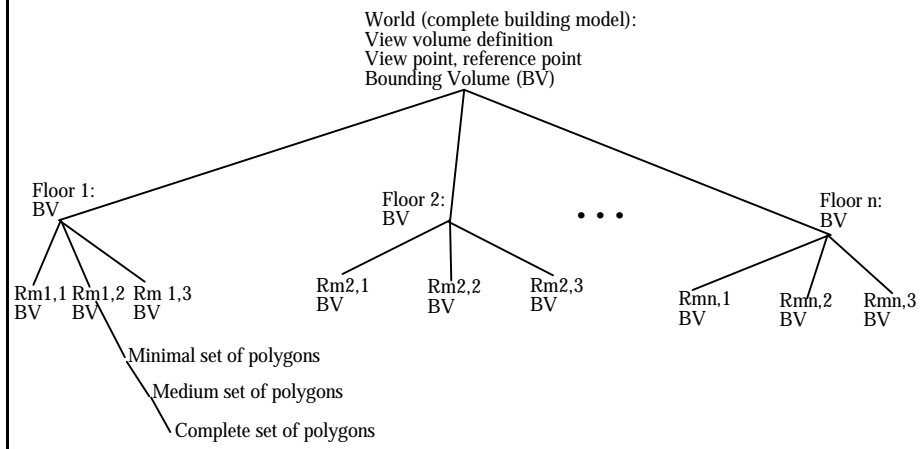 World (complete building model):
View volume definition
View point, reference point
Bounding Volume (BV)
Floor 1:
BV
Floor 2:
BV
• • •
Floor n:
BV
Rm1,1
BV
Rm1,2
BV
Rm 1,3
BV
Rm2,1
BV
Rm2,2
BV
Rm2,3
BV
Rmn,1
BV
Rmn,2
BV
Rmn,3
BV
Minimal set of polygons
Medium set of polygons
Complete set of polygons